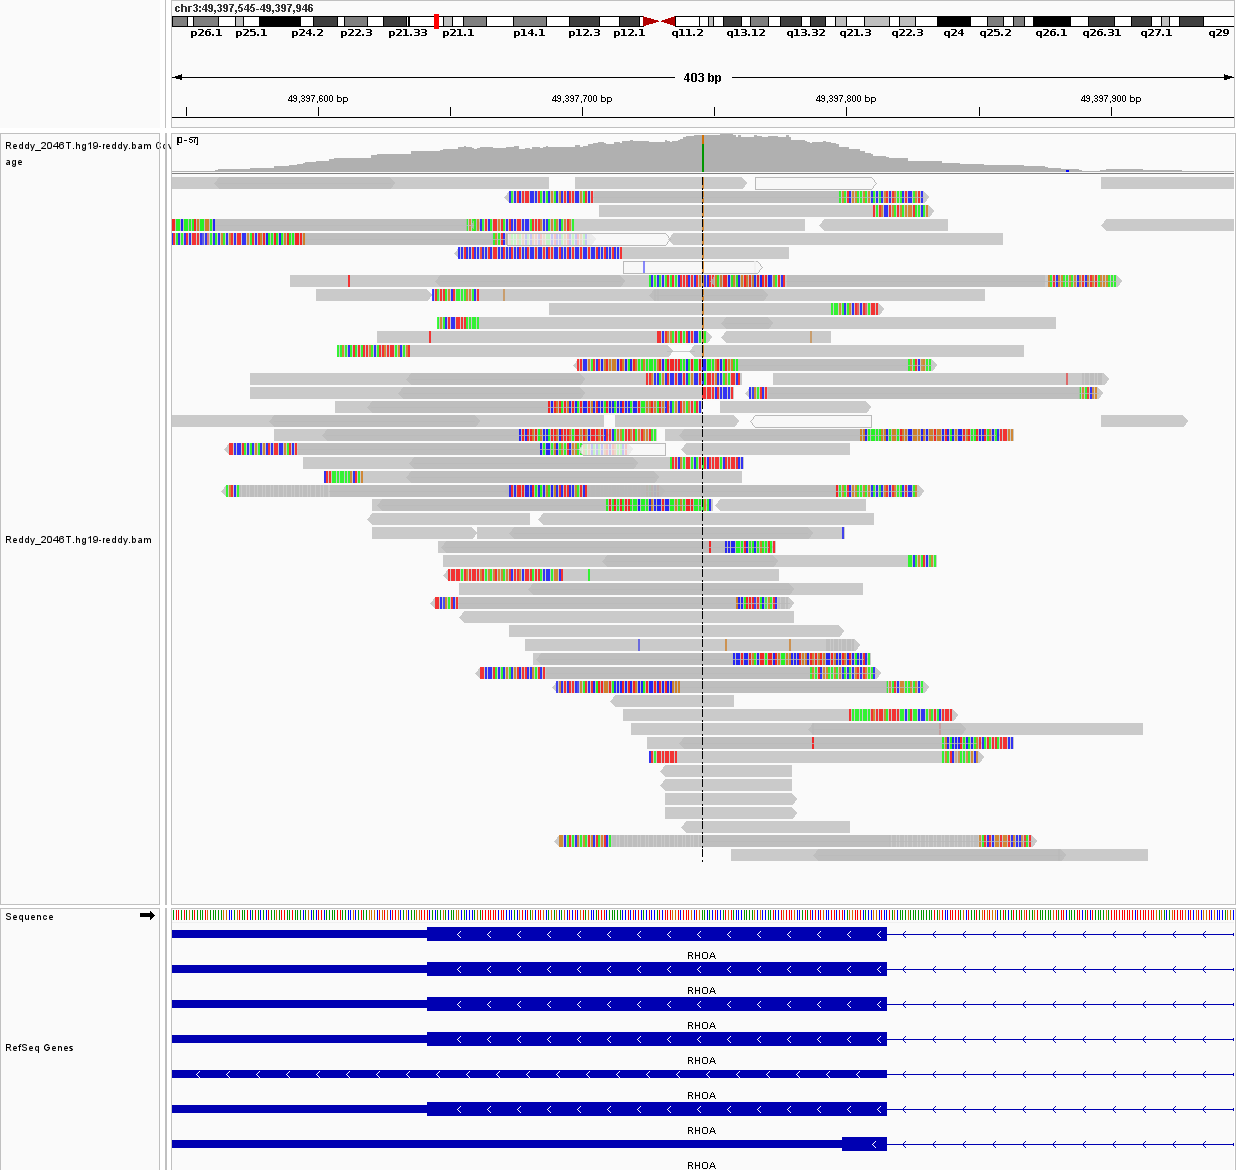 chr3:49,397,545-49,397,946
p26.1 p25.1 p24.2 p22.3 p21.33 p21.1 p14.1 p12.3 p12.1 q11.2 q13.12 q13.32 q21.3 q24 q25.2 q26.1 q26.31 q27.1 q29
403 bp
49,397,600 bp 49,397,700 bp 49,397,800 bp 49,397,900 bp
Reddy_2046T.hg19-reddy.bam Cov
age
[0-57]
Reddy_2046T.hg19-reddy.bam
Sequence
RHOA
RHOA
RHOA
RefSeq Genes
RHOA
RHOA
RHOA
RHOA